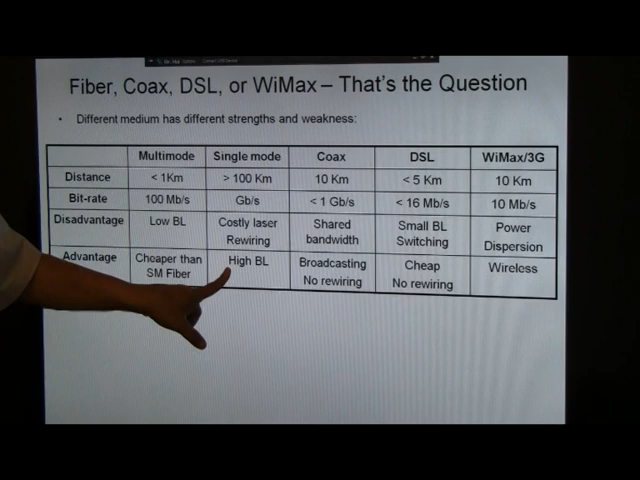 Fiber, Coax, DSL, or WiMax – That's the Question
• Different medium has different strengths and weakness:
Multimode Single mode Coax DSL WiMax/3G
Distance < 1Km > 100 Km 10 Km < 5 Km 10 Km
Bit-rate 100 Mb/s Gb/s < 1 Gb/s < 16 Mb/s 10 Mb/s
Disadvantage Low BL Costly laser Shared Small BL Power
Rewiring bandwidth Switching Dispersion
Advantage Cheaper than High BL Broadcasting Cheap Wireless
SM Fiber No rewiring No rewiring